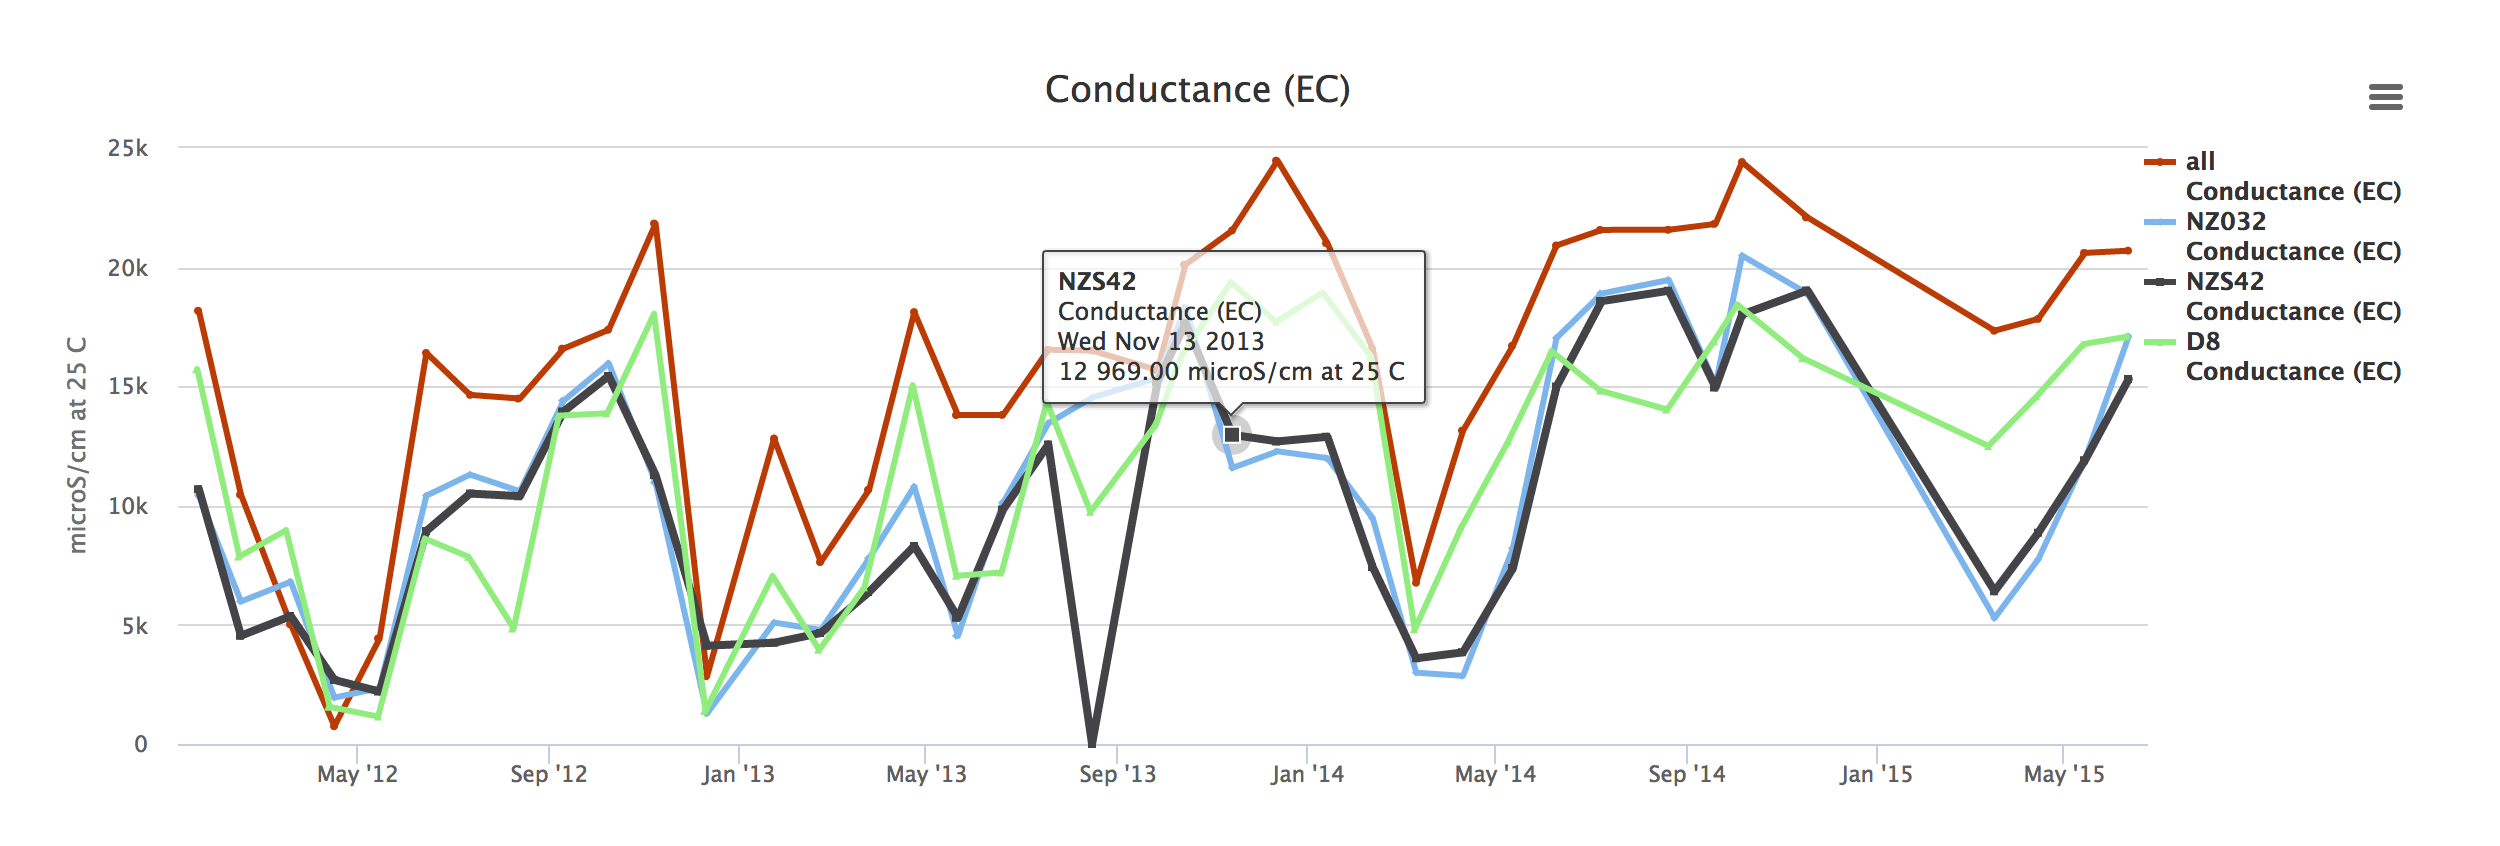 Conductance (EC)
25k
20k
15k
10k
5k
0
microS/cm at 25 C
NZS42
Conductance (EC)
Wed Nov 13 2013
12 969.00 microS/cm at 25 C
all
Conductance (EC)
NZ032
Conductance (EC)
NZS42
Conductance (EC)
D8
Conductance (EC)
May '12 Sep '12 Jan '13 May '13 Sep '13 Jan '14 May '14 Sep '14 Jan '15 May '15